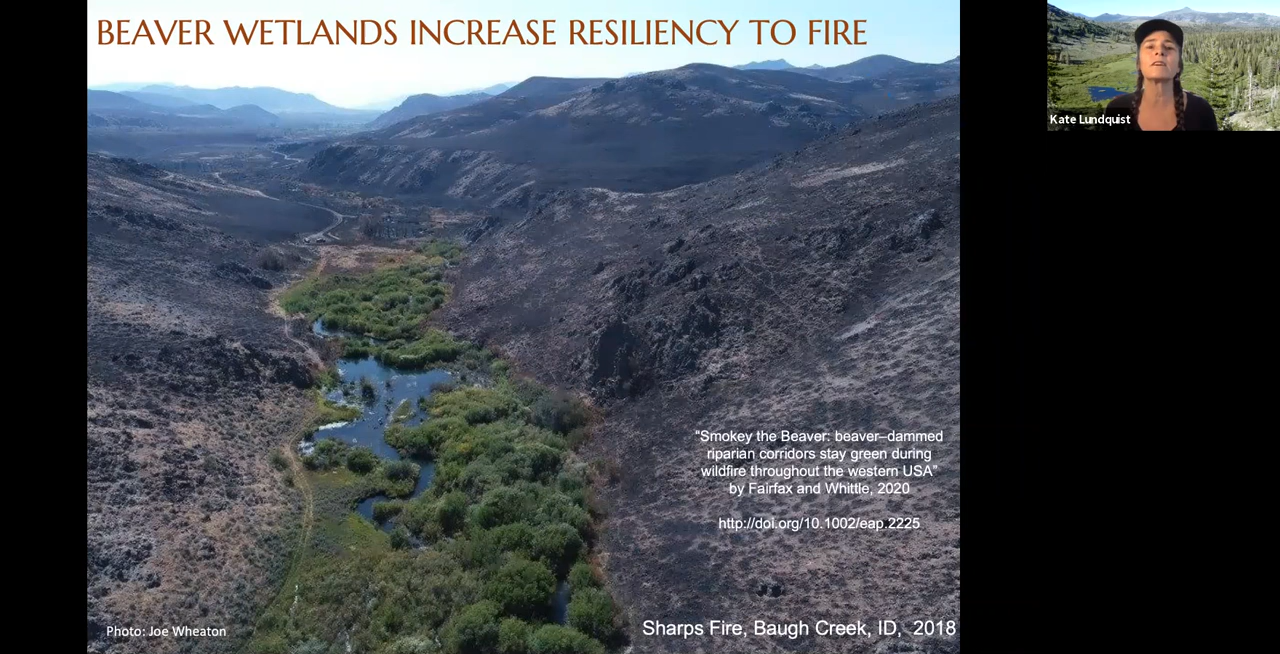 BEAVER WETLANDS INCREASE RESILIENCY TO FIRE
Kate Lundquist
"Smokey the Beaver: beaver–dammed
riparian corridors stay green during
wildfire throughout the western USA"
by Fairfax and Whittle, 2020
http://doi.org/10.1002/eap.2225
Photo: Joe Wheaton
Sharps Fire, Baugh Creek, ID, 2018